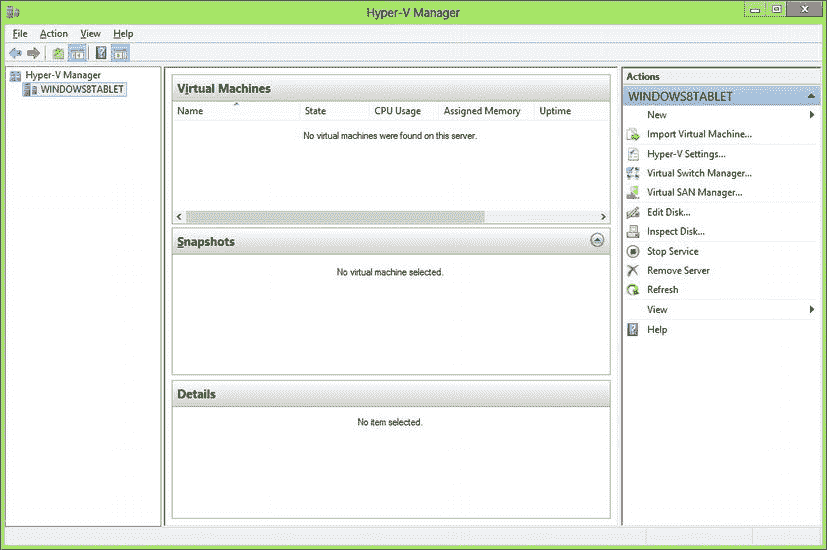 Hyper-V Manager
File Action View Help
Hyper-V Manager
WINDOWS8TABLET
Virtual Machines
Name State CPU Usage Assigned Memory Uptime
No virtual machines were found on this server.
Snapshots
No virtual machine selected.
Details
No item selected.
Actions
WINDOWS8TABLET
New
Import Virtual Machine...
Hyper-V Settings...
Virtual Switch Manager...
Virtual SAN Manager...
Edit Disk...
Inspect Disk...
Stop Service
Remove Server
Refresh
View
Help